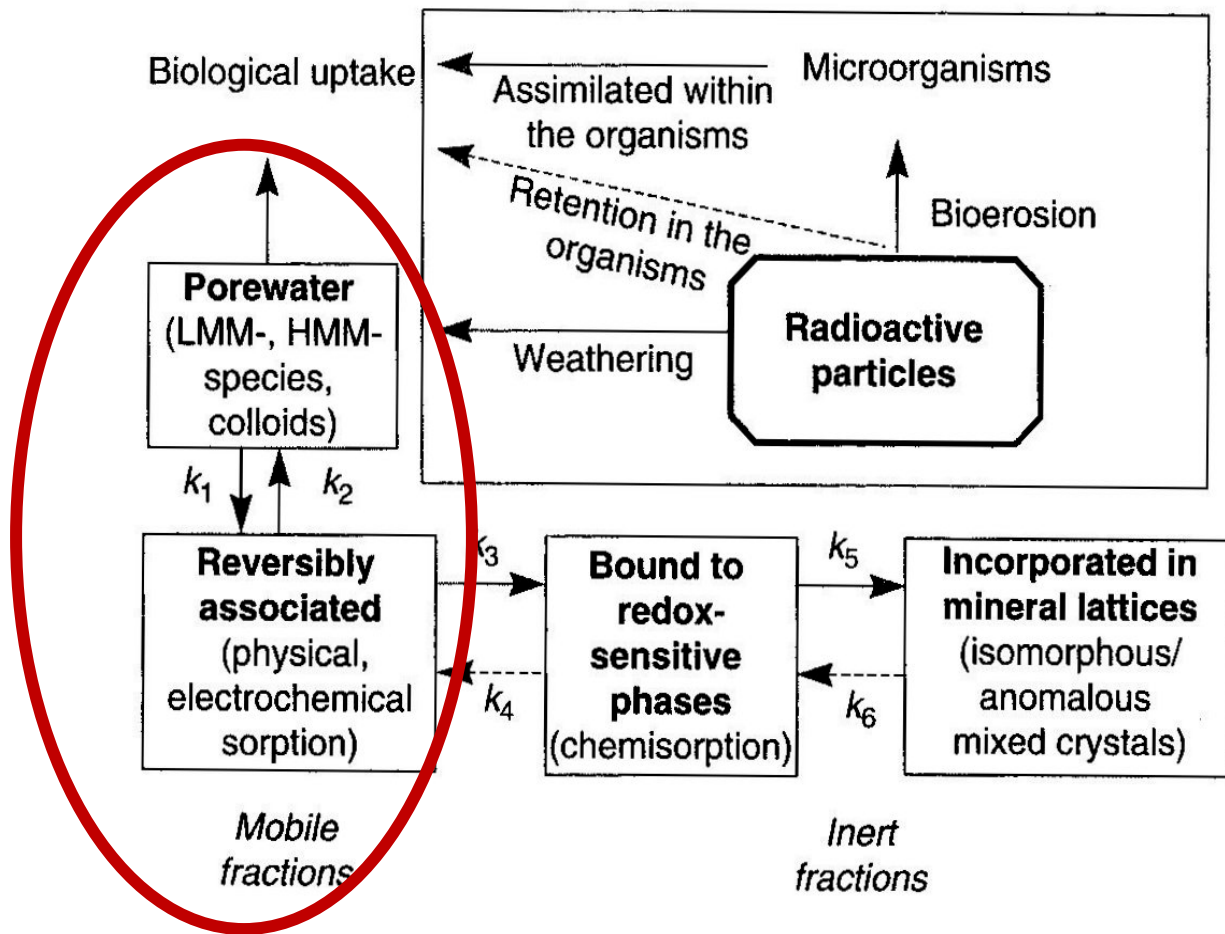 Biological uptake
Microorganisms
Assimilated within
the organisms
Retention in the
organisms
Bioerosion
Porewater
(LMM-, HMM-
species,
colloids)
Weathering
Radioactive
particles
k1
k2
Reversibly
associated
(physical,
electrochemical
sorption)
k3
k4
Bound to
redox-
sensitive
phases
(chemisorption)
k5
k6
Incorporated in
mineral lattices
(isomorphous/
anomalous
mixed crystals)
Mobile
fractions
Inert
fractions